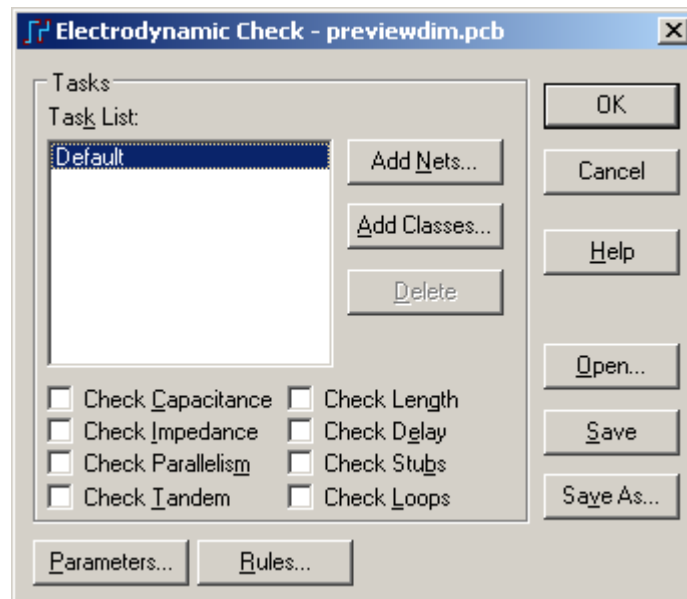 Electrodynamic Check - previewdim.pcb
Tasks
Task List:
Default
Add Nets...
Add Classes...
Delete
OK
Cancel
Help
Open...
Save
Save As...
Check Capacitance
Check Length
Check Impedance
Check Delay
Check Parallelism
Check Stubs
Check Tandem
Check Loops
Parameters...
Rules...